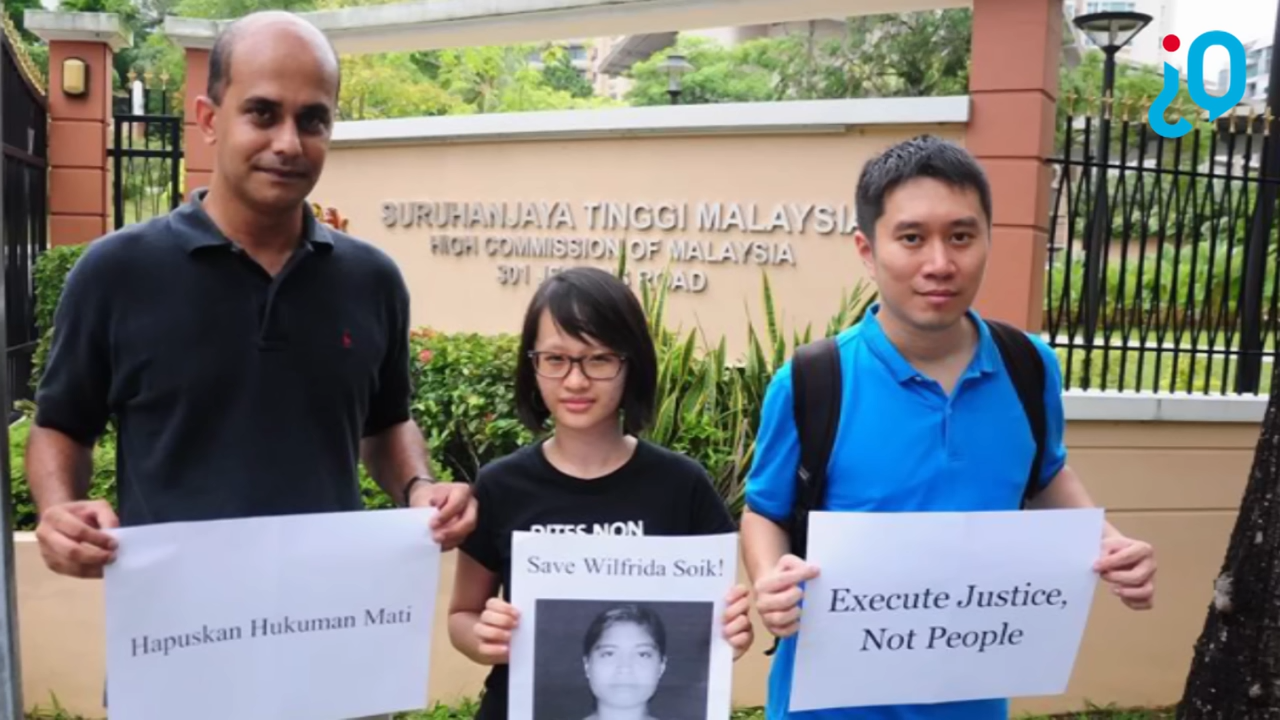 SURUHANJAYA TINGGI MALAYSIA
HIGH COMMISSION OF MALAYSIA
301 ROAD
Hapuskan Hukuman Mati
NON
Save Wilfrida Soik!
Execute Justice,
Not People